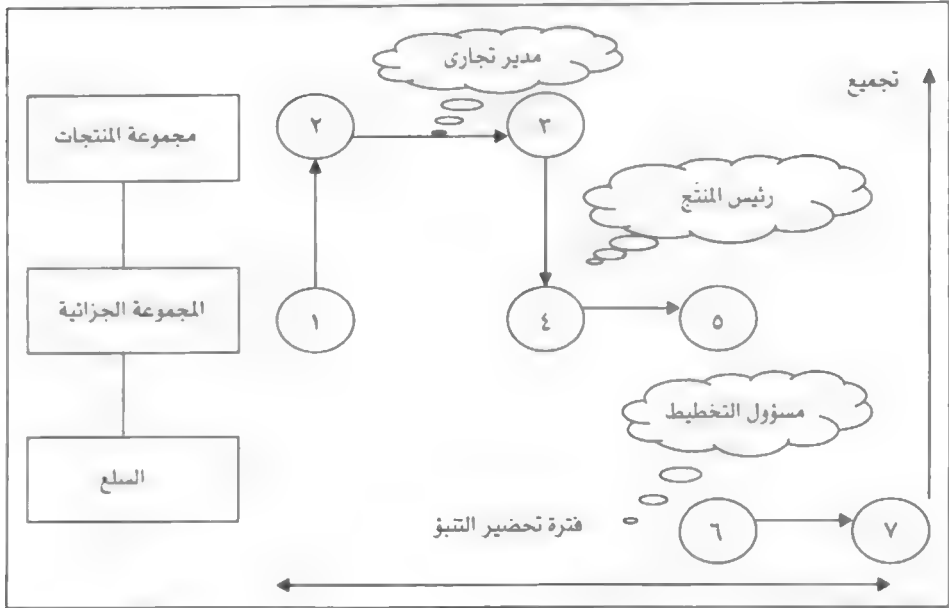 مدير تجارى
تجميع
مجموعة المنتجات
٢
٣
رئيس المنتج
المجموعة الجزائية
١
٤
٥
مسؤول التخطيط
السلع
فترة تحضير التنبؤ
٦
٧